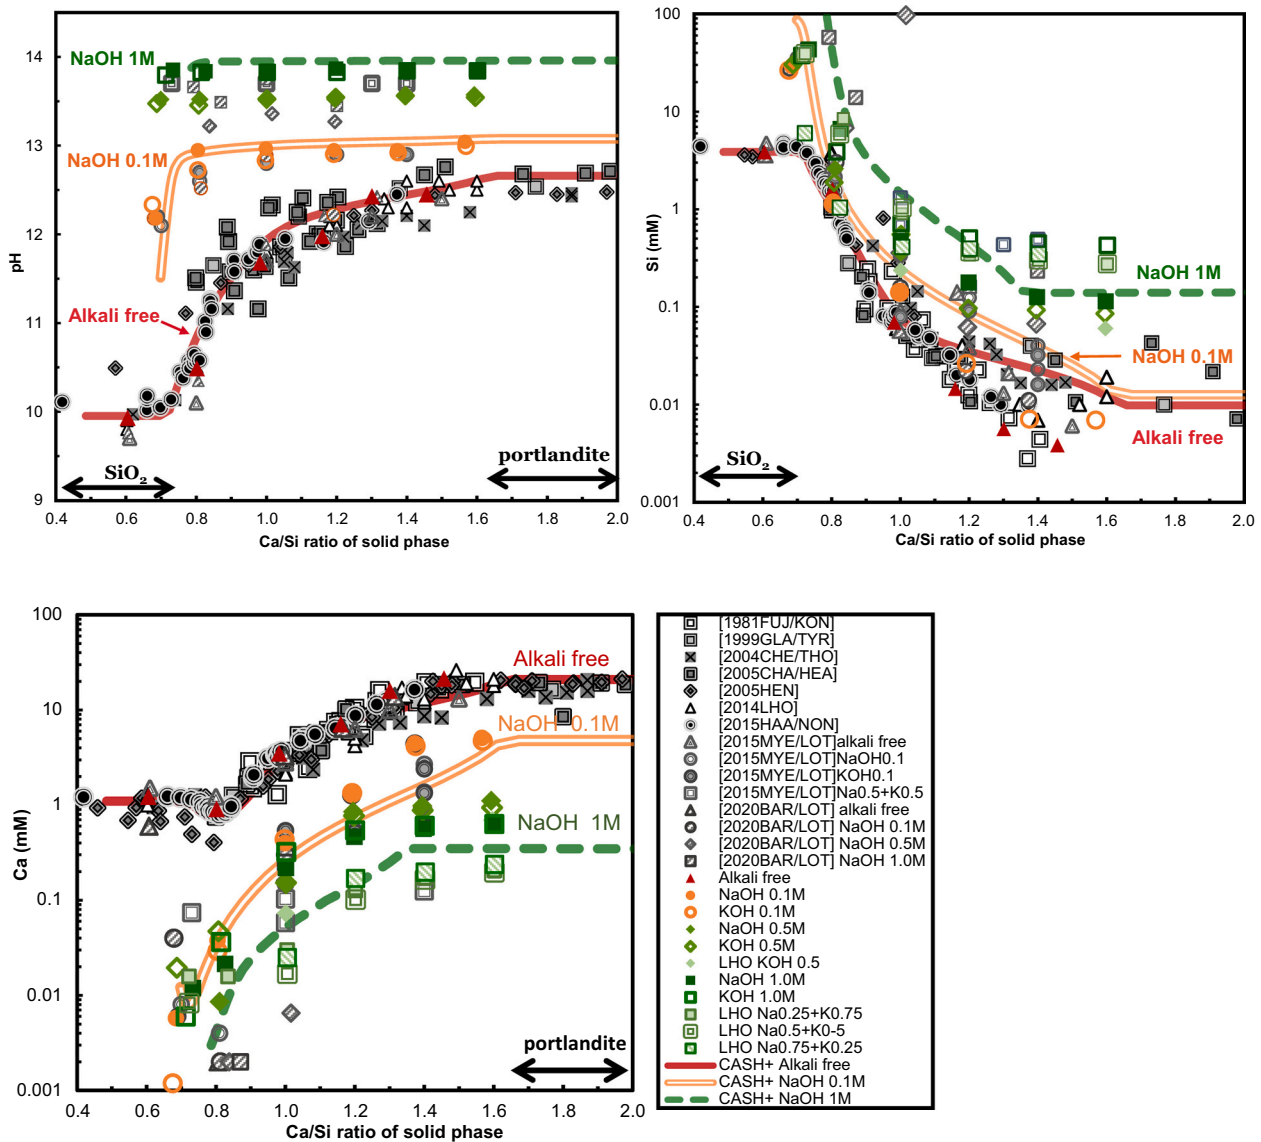 14
13
12
11
10
9
pH
NaOH 1M
NaOH 0.1M
Alkali free
SiO₂
portlandite
0.4 0.6 0.8 1.0 1.2 1.4 1.6 1.8 2.0
Ca/Si ratio of solid phase
100
10
1
0.1
0.01
0.001
Si (mM)
NaOH 1M
NaOH 0.1M
Alkali free
SiO₂
0.4 0.6 0.8 1.0 1.2 1.4 1.6 1.8 2.0
Ca/Si ratio of solid phase
100
10
1
0.1
0.01
0.001
Ca (mM)
Alkali free
NaOH 0.1M
NaOH 1M
portlandite
0.4 0.6 0.8 1.0 1.2 1.4 1.6 1.8 2.0
Ca/Si ratio of solid phase
[1981FUJ/KON]
[1999GLA/TYR]
[2004CHE/THO]
[2005CHA/HEA]
[2005HEN]
[2014LHO]
[2015HAA/NON]
[2015MYE/LOT]alkali free
[2015MYE/LOT]NaOH0.1
[2015MYE/LOT]KOH0.1
[2015MYE/LOT]Na0.5+K0.5
[2020BAR/LOT] alkali free
[2020BAR/LOT] NaOH 0.1M
[2020BAR/LOT] NaOH 0.5M
[2020BAR/LOT] NaOH 1.0M
Alkali free
NaOH 0.1M
KOH 0.1M
NaOH 0.5M
KOH 0.5M
LHO KOH 0.5
NaOH 1.0M
KOH 1.0M
LHO Na0.25+K0.75
LHO Na0.5+K0-5
LHO Na0.75+K0.25
CASH+ Alkali free
CASH+ NaOH 0.1M
CASH+ NaOH 1M